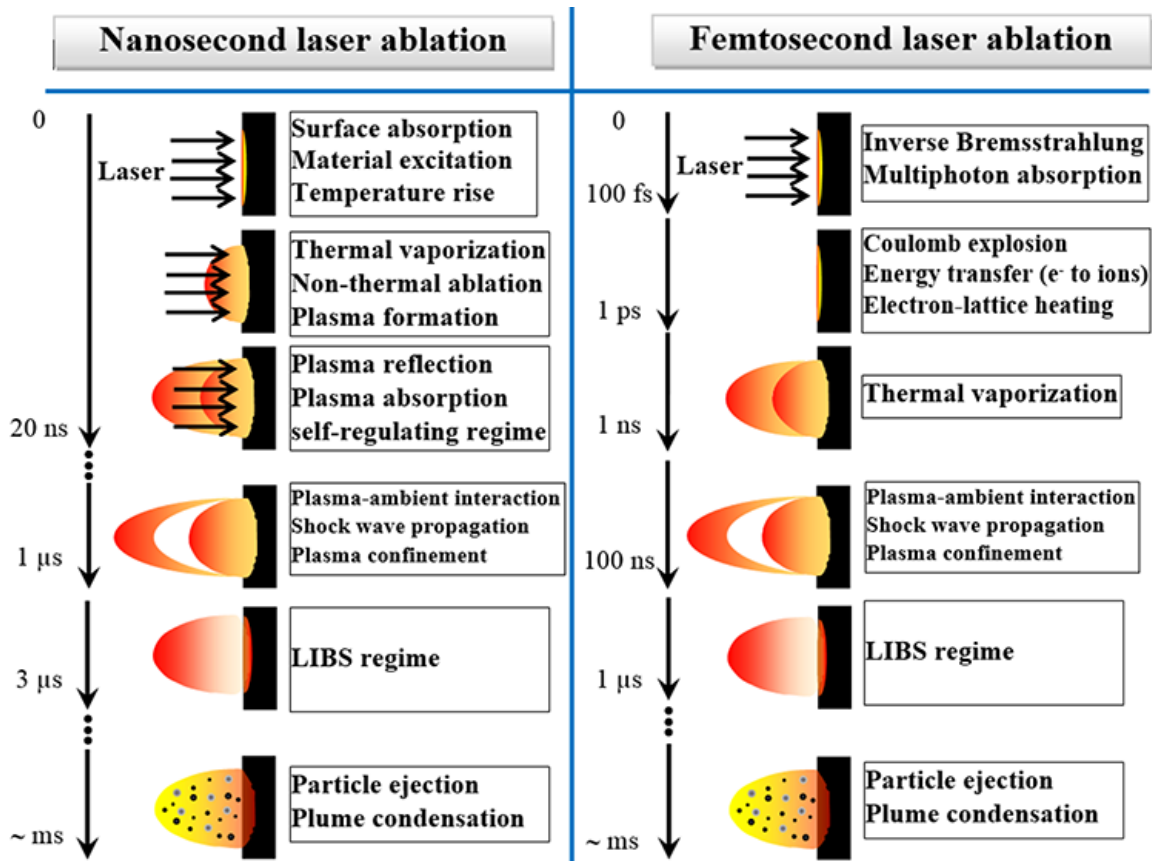 Nanosecond laser ablation
0
Laser
Surface absorption
Material excitation
Temperature rise
Thermal vaporization
Non-thermal ablation
Plasma formation
Plasma reflection
Plasma absorption
self-regulating regime
20 ns
Plasma-ambient interaction
Shock wave propagation
Plasma confinement
1 µs
LIBS regime
3 µs
Particle ejection
Plume condensation
~ ms
Femtosecond laser ablation
0
Laser
100 fs
Inverse Bremsstrahlung
Multiphoton absorption
Coulomb explosion
Energy transfer (e⁻ to ions)
Electron-lattice heating
1 ps
Thermal vaporization
1 ns
Plasma-ambient interaction
Shock wave propagation
Plasma confinement
100 ns
LIBS regime
1 µs
Particle ejection
Plume condensation
~ ms